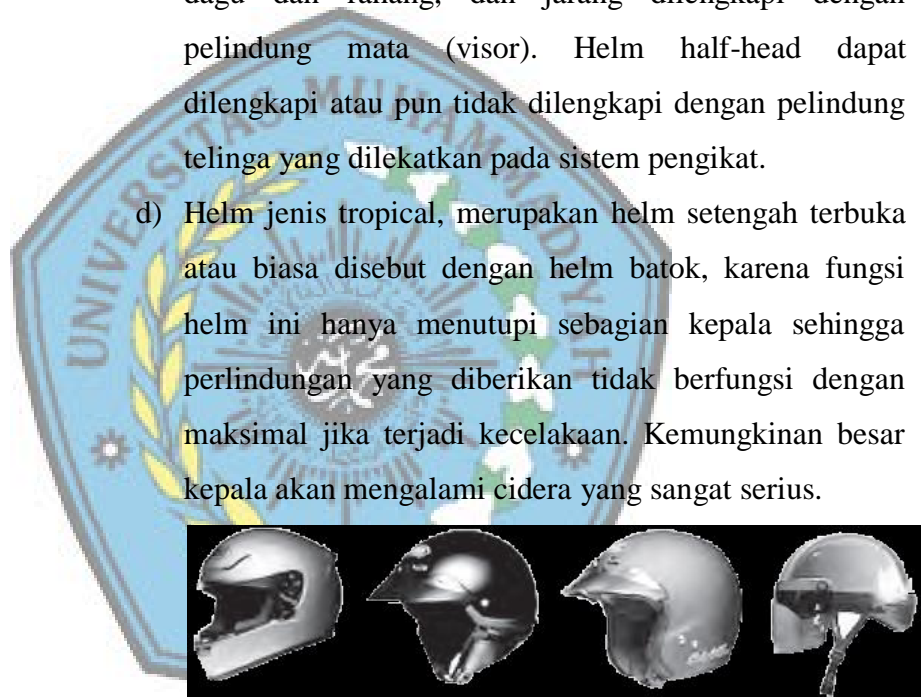 dagu dan rahang, dan jarang dilengkapi dengan
pelindung mata (visor). Helm half-head dapat
dilengkapi atau pun tidak dilengkapi dengan pelindung
telinga yang dilekatkan pada sistem pengikat.
d) Helm jenis tropical, merupakan helm setengah terbuka
atau biasa disebut dengan helm batok, karena fungsi
helm ini hanya menutupi sebagian kepala sehingga
perlindungan yang diberikan tidak berfungsi dengan
maksimal jika terjadi kecelakaan. Kemungkinan besar
kepala akan mengalami cidera yang sangat serius.
UNIVERSITAS MUHAMMADIYAH